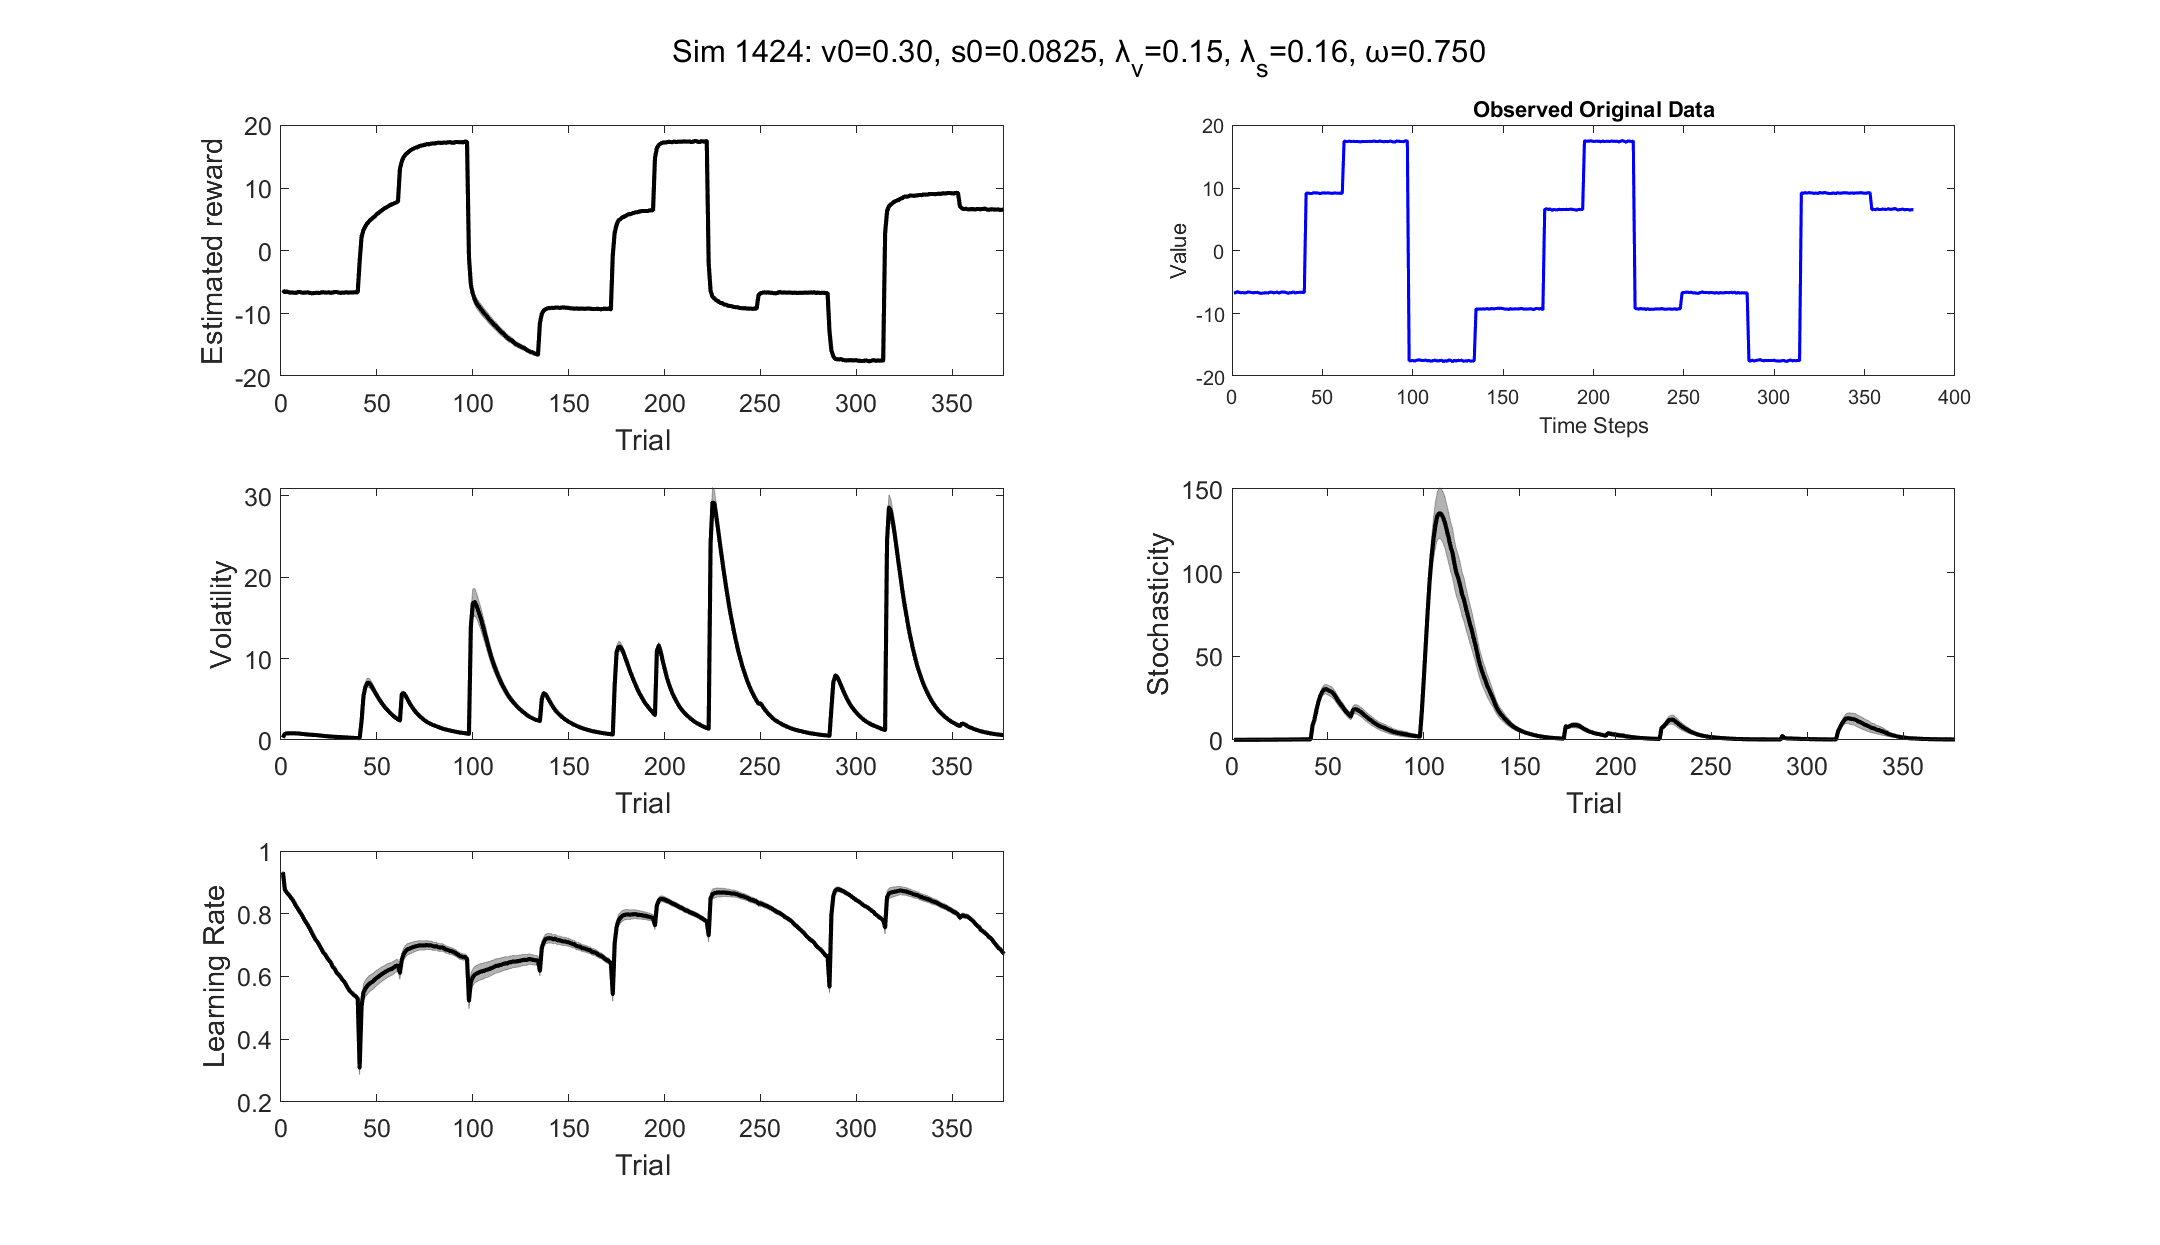 Sim 1424: v0=0.30, s0=0.0825, λ_v=0.15, λ_s=0.16, ω=0.750
20
10
0
-10
-20
Estimated reward
0 50 100 150 200 250 300 350
Trial
Observed Original Data
20
10
0
-10
-20
Value
0 50 100 150 200 250 300 350 400
Time Steps
30
20
10
0
Volatility
0 50 100 150 200 250 300 350
Trial
150
100
50
0
Stochasticity
0 50 100 150 200 250 300 350
Trial
1
0.8
0.6
0.4
0.2
Learning Rate
0 50 100 150 200 250 300 350
Trial